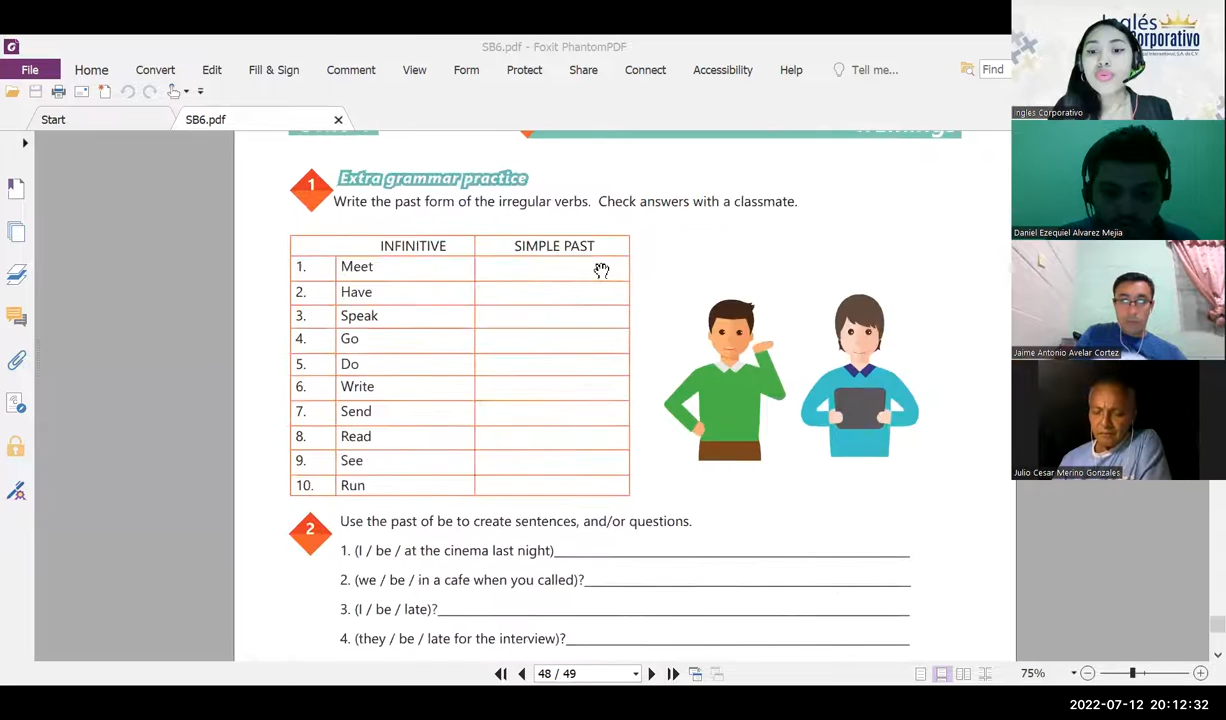 SB6.pdf - Foxit PhantomPDF
File Home Convert Edit Fill & Sign Comment View Form Protect Share Connect Accessibility Help Tell me... Find
Start SB6.pdf
1 Extra grammar practice
Write the past form of the irregular verbs. Check answers with a classmate.
INFINITIVE SIMPLE PAST
1. Meet
2. Have
3. Speak
4. Go
5. Do
6. Write
7. Send
8. Read
9. See
10. Run
2 Use the past of be to create sentences, and/or questions.
1. (I / be / at the cinema last night)
2. (we / be / in a cafe when you called)?
3. (I / be / late)?
4. (they / be / late for the interview)?
48 / 49
75%
Inglés
Corporativo
Ingles Corporativo
Daniel Ezequiel Alvarez Mejia
Jaime Antonio Avelar Cortez
Julio Cesar Merino Gonzales
2022-07-12 20:12:32